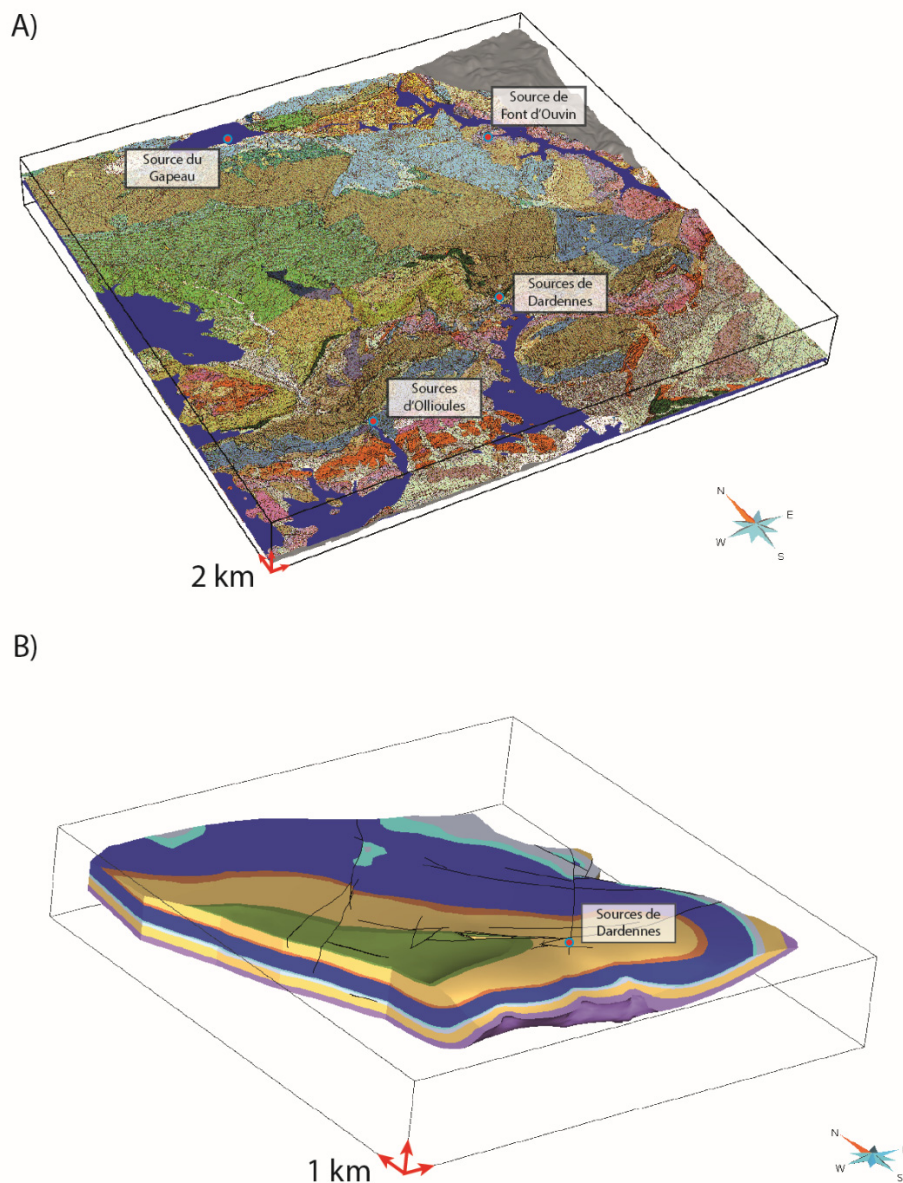 A)
Source de
Font d'Ouvin
Source du
Gapeau
Sources de
Dardennes
Sources
d'Ollioules
N
E
W
S
2 km
B)
Sources de
Dardennes
1 km
N
W
S